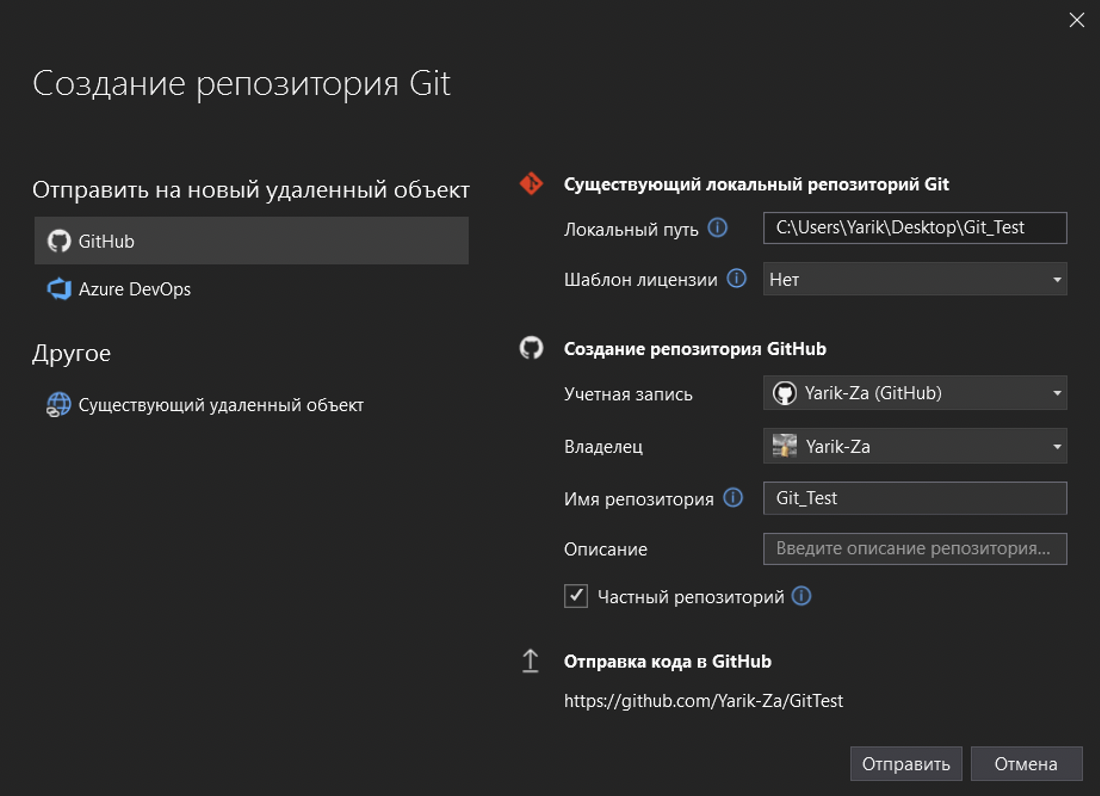 Создание репозитория Git
Отправить на новый удаленный объект
GitHub
Azure DevOps
Другое
Существующий удаленный объект
Существующий локальный репозиторий Git
Локальный путь C:\Users\Yarik\Desktop\Git_Test
Шаблон лицензии Нет
Создание репозитория GitHub
Учетная запись Yarik-Za (GitHub)
Владелец Yarik-Za
Имя репозитория Git_Test
Описание Введите описание репозитория...
Частный репозиторий
Отправка кода в GitHub
https://github.com/Yarik-Za/GitTest
Отправить Отмена